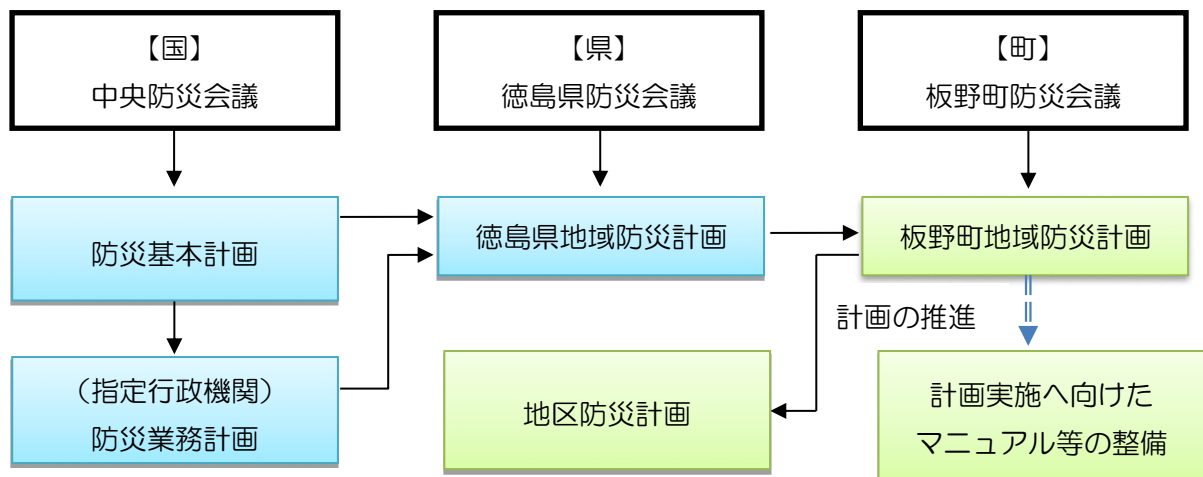 【国】
中央防災会議
【県】
徳島県防災会議
【町】
板野町防災会議
防災基本計画
徳島県地域防災計画
板野町地域防災計画
計画の推進
（指定行政機関）
防災業務計画
地区防災計画
計画実施へ向けた
マニュアル等の整備